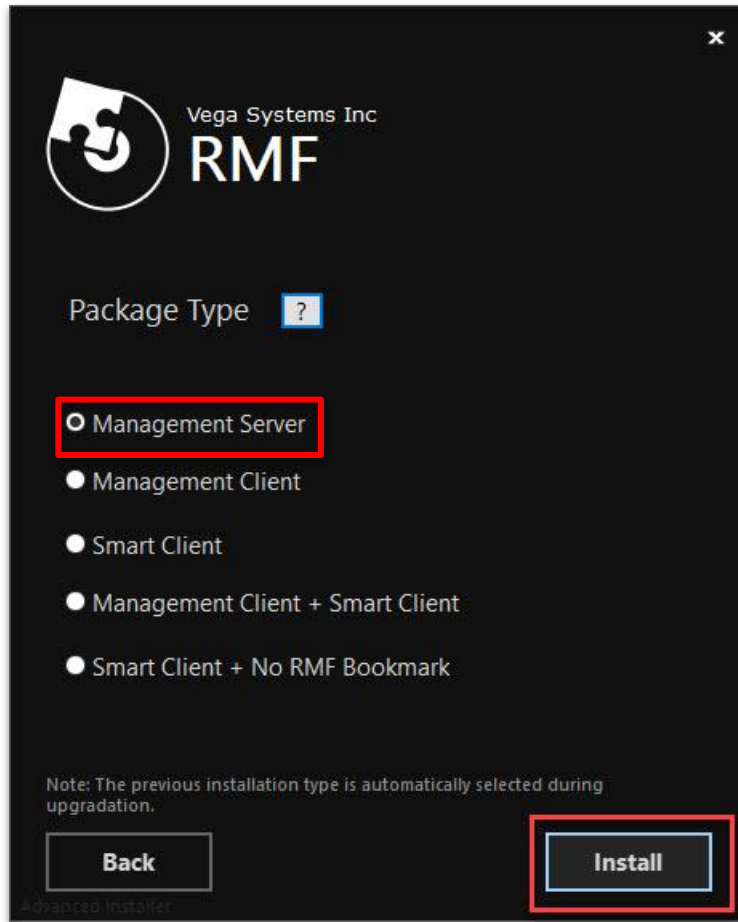 ×
Vega Systems Inc
RMF
Package Type ?
Management Server
Management Client
Smart Client
Management Client + Smart Client
Smart Client + No RMF Bookmark
Note: The previous installation type is automatically selected during
upgradation.
Back Install
Advanced Installer